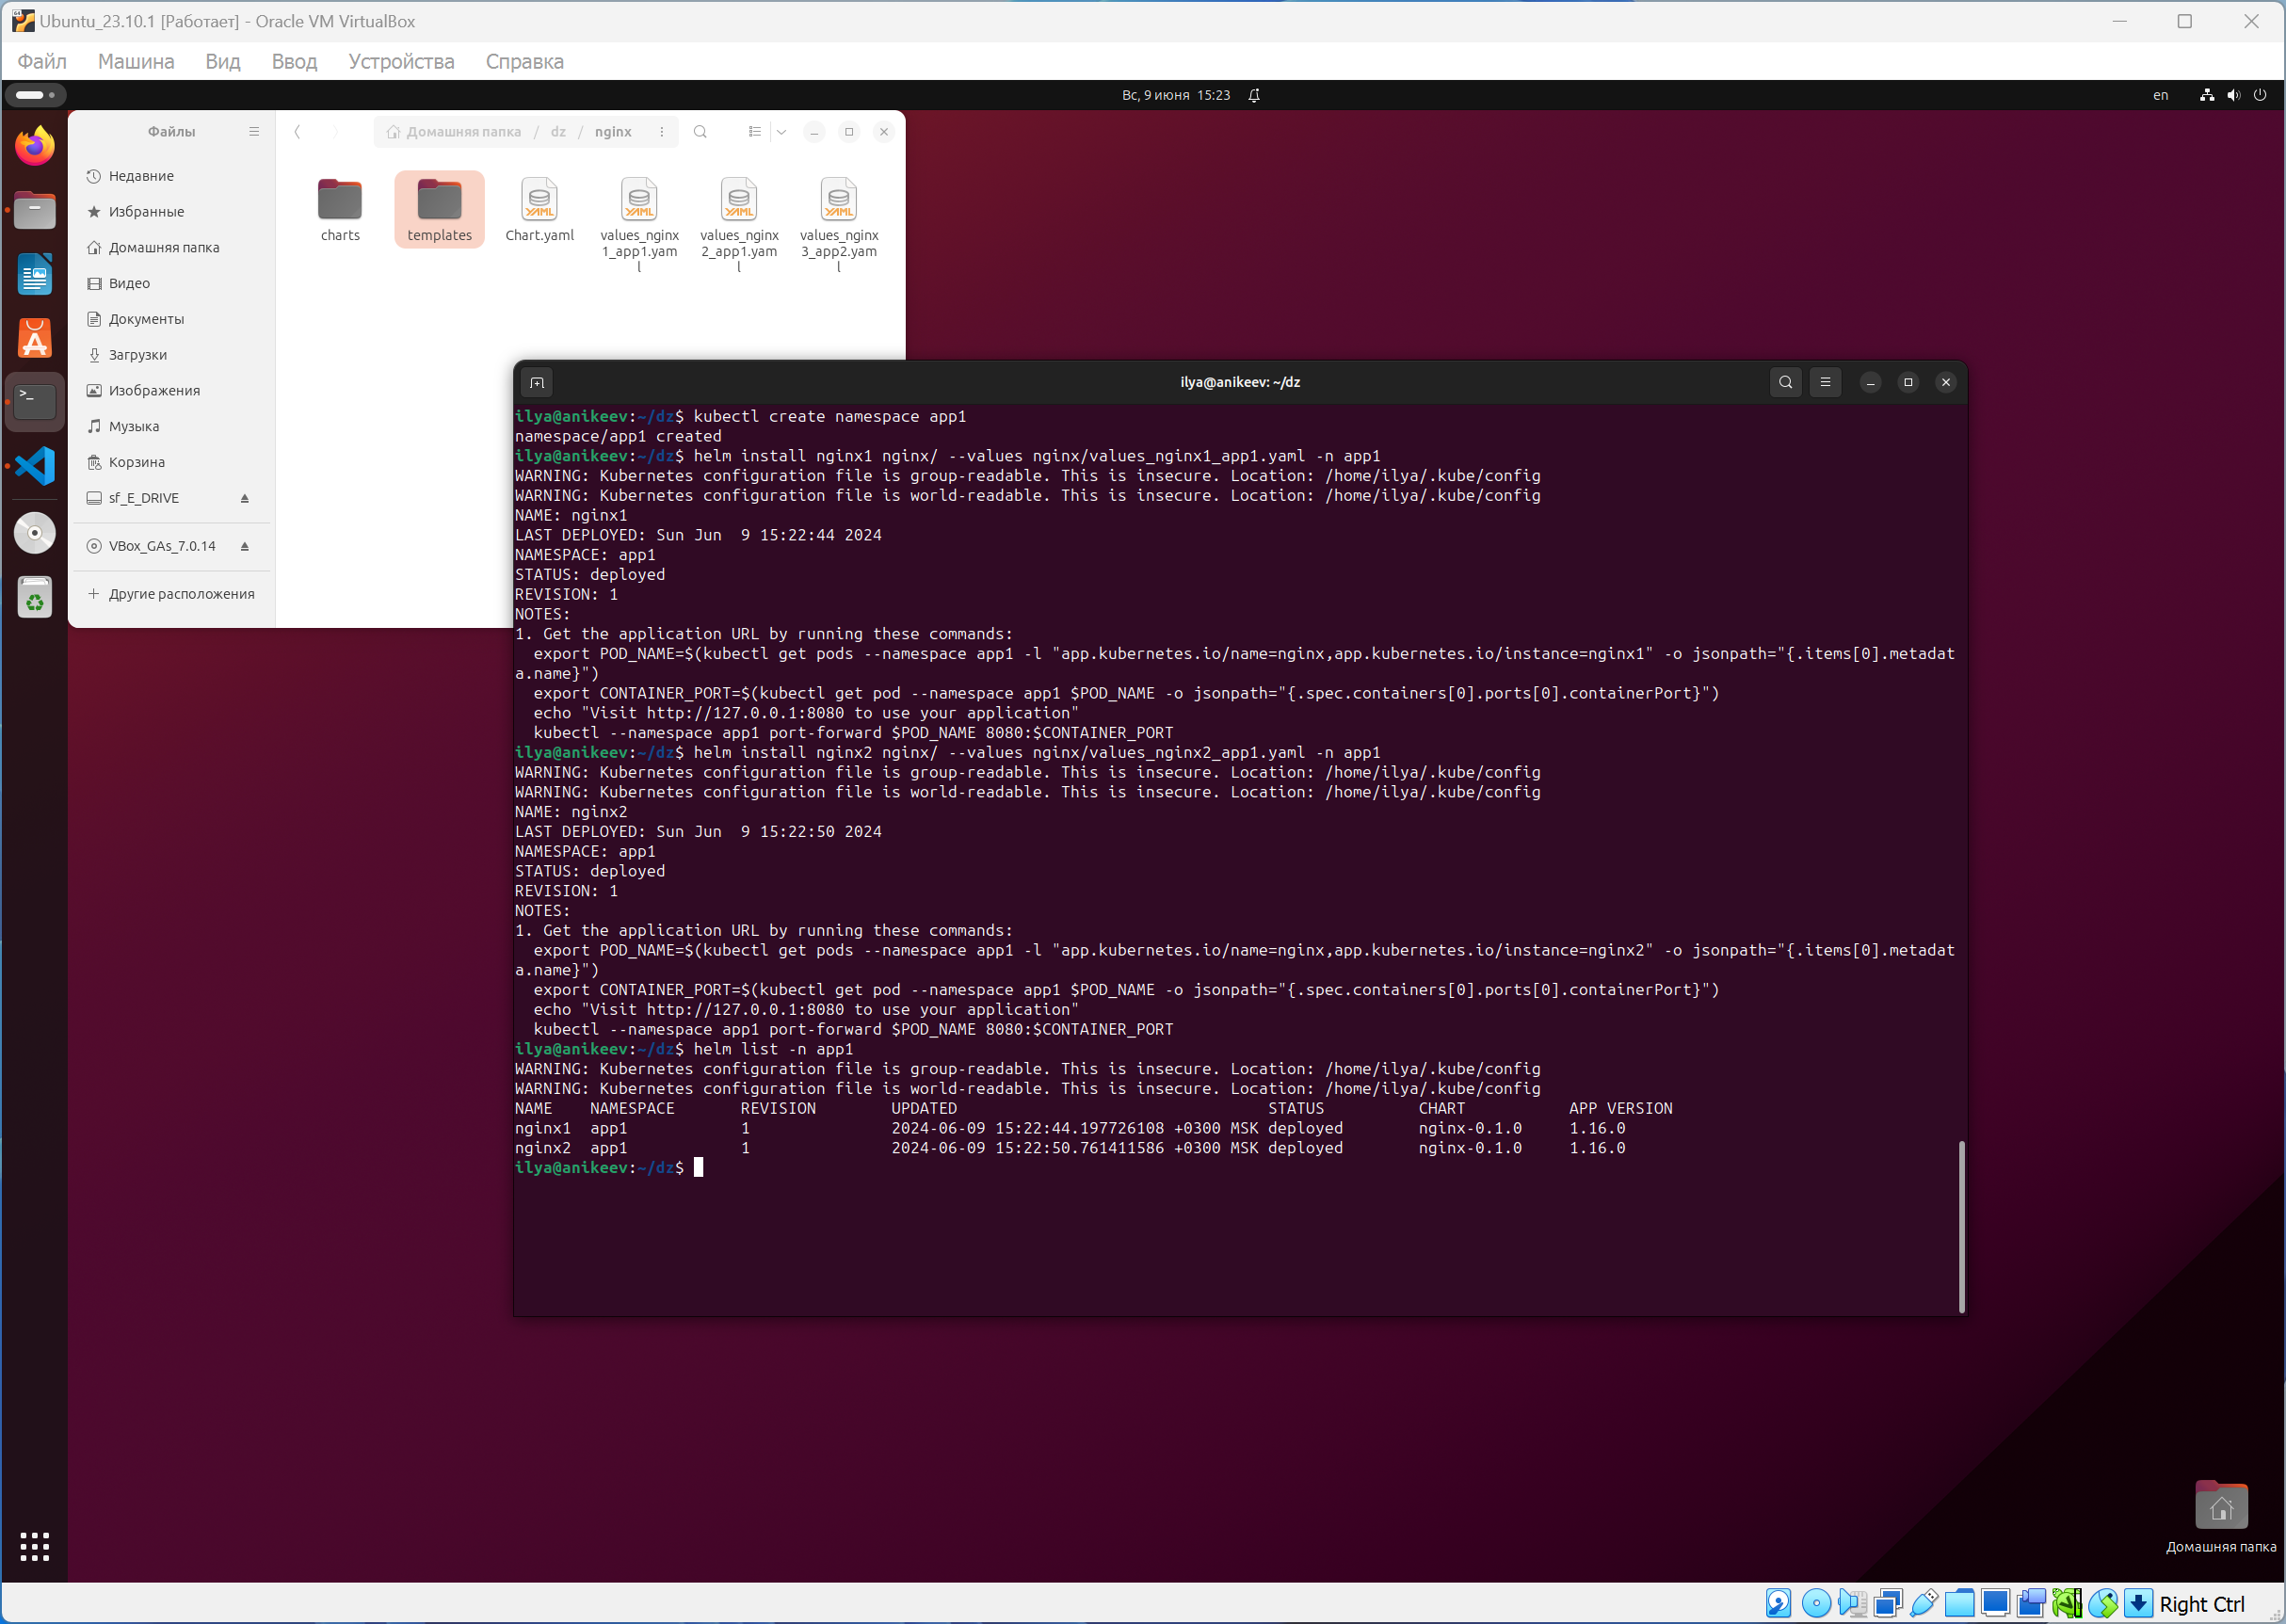 Ubuntu_23.10.1 [Работает] - Oracle VM VirtualBox
Файл Машина Вид Ввод Устройства Справка
Вс, 9 июня 15:23
en
Файлы
Домашняя папка / dz / nginx
Недавние
Избранные
Домашняя папка
Видео
Документы
Загрузки
Изображения
Музыка
Корзина
sf_E_DRIVE
VBox_GAs_7.0.14
Другие расположения
charts
templates
YAML
Chart.yaml
YAML
values_nginx
1_app1.yam
l
YAML
values_nginx
2_app1.yam
l
YAML
values_nginx
3_app2.yam
l
ilya@anikeev: ~/dz
ilya@anikeev:~/dz$ kubectl create namespace app1
namespace/app1 created
ilya@anikeev:~/dz$ helm install nginx1 nginx/ --values nginx/values_nginx1_app1.yaml -n app1
WARNING: Kubernetes configuration file is group-readable. This is insecure. Location: /home/ilya/.kube/config
WARNING: Kubernetes configuration file is world-readable. This is insecure. Location: /home/ilya/.kube/config
NAME: nginx1
LAST DEPLOYED: Sun Jun  9 15:22:44 2024
NAMESPACE: app1
STATUS: deployed
REVISION: 1
NOTES:
1. Get the application URL by running these commands:
  export POD_NAME=$(kubectl get pods --namespace app1 -l "app.kubernetes.io/name=nginx,app.kubernetes.io/instance=nginx1" -o jsonpath="{.items[0].metadat
a.name}")
  export CONTAINER_PORT=$(kubectl get pod --namespace app1 $POD_NAME -o jsonpath="{.spec.containers[0].ports[0].containerPort}")
  echo "Visit http://127.0.0.1:8080 to use your application"
  kubectl --namespace app1 port-forward $POD_NAME 8080:$CONTAINER_PORT
ilya@anikeev:~/dz$ helm install nginx2 nginx/ --values nginx/values_nginx2_app1.yaml -n app1
WARNING: Kubernetes configuration file is group-readable. This is insecure. Location: /home/ilya/.kube/config
WARNING: Kubernetes configuration file is world-readable. This is insecure. Location: /home/ilya/.kube/config
NAME: nginx2
LAST DEPLOYED: Sun Jun  9 15:22:50 2024
NAMESPACE: app1
STATUS: deployed
REVISION: 1
NOTES:
1. Get the application URL by running these commands:
  export POD_NAME=$(kubectl get pods --namespace app1 -l "app.kubernetes.io/name=nginx,app.kubernetes.io/instance=nginx2" -o jsonpath="{.items[0].metadat
a.name}")
  export CONTAINER_PORT=$(kubectl get pod --namespace app1 $POD_NAME -o jsonpath="{.spec.containers[0].ports[0].containerPort}")
  echo "Visit http://127.0.0.1:8080 to use your application"
  kubectl --namespace app1 port-forward $POD_NAME 8080:$CONTAINER_PORT
ilya@anikeev:~/dz$ helm list -n app1
WARNING: Kubernetes configuration file is group-readable. This is insecure. Location: /home/ilya/.kube/config
WARNING: Kubernetes configuration file is world-readable. This is insecure. Location: /home/ilya/.kube/config
NAME    NAMESPACE       REVISION        UPDATED                                 STATUS          CHART           APP VERSION
nginx1  app1            1               2024-06-09 15:22:44.197726108 +0300 MSK deployed        nginx-0.1.0     1.16.0
nginx2  app1            1               2024-06-09 15:22:50.761411586 +0300 MSK deployed        nginx-0.1.0     1.16.0
ilya@anikeev:~/dz$
Домашняя папка
Right Ctrl